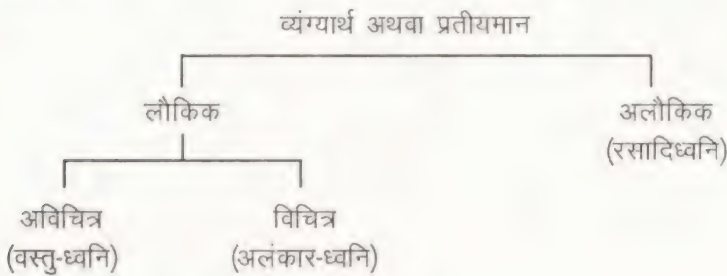 व्यंग्यार्थ अथवा प्रतीयमान
लौकिक
अलौकिक
(रसादिध्वनि)
अविचित्र
(वस्तु-ध्वनि)
विचित्र
(अलंकार-ध्वनि)